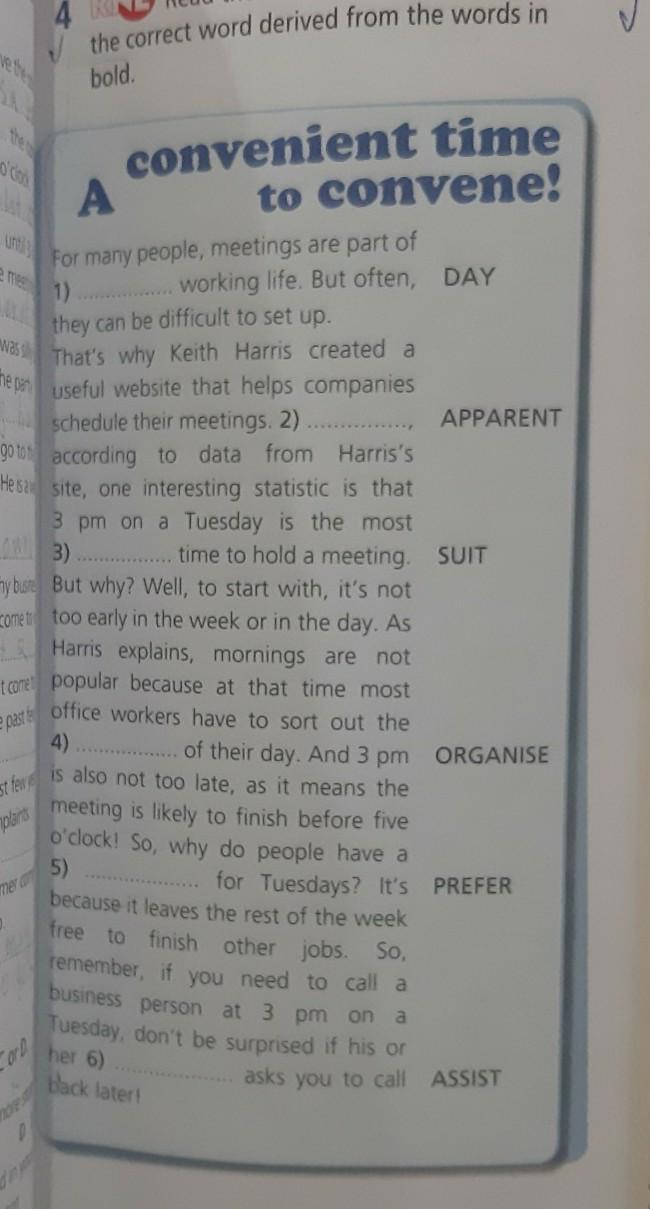 4
the correct word derived from the words in
bold.
A convenient time
to convene!
For many people, meetings are part of
1) ................ working life. But often, DAY
they can be difficult to set up.
That's why Keith Harris created a
useful website that helps companies
schedule their meetings. 2) ..............., APPARENT
according to data from Harris's
site, one interesting statistic is that
3 pm on a Tuesday is the most
3) ................ time to hold a meeting. SUIT
But why? Well, to start with, it's not
too early in the week or in the day. As
Harris explains, mornings are not
popular because at that time most
office workers have to sort out the
4) ................. of their day. And 3 pm ORGANISE
is also not too late, as it means the
meeting is likely to finish before five
o'clock! So, why do people have a
5) ................... for Tuesdays? It's PREFER
because it leaves the rest of the week
free to finish other jobs. So,
remember, if you need to call a
business person at 3 pm on a
Tuesday, don't be surprised if his or
her 6) .................... asks you to call ASSIST
back later!